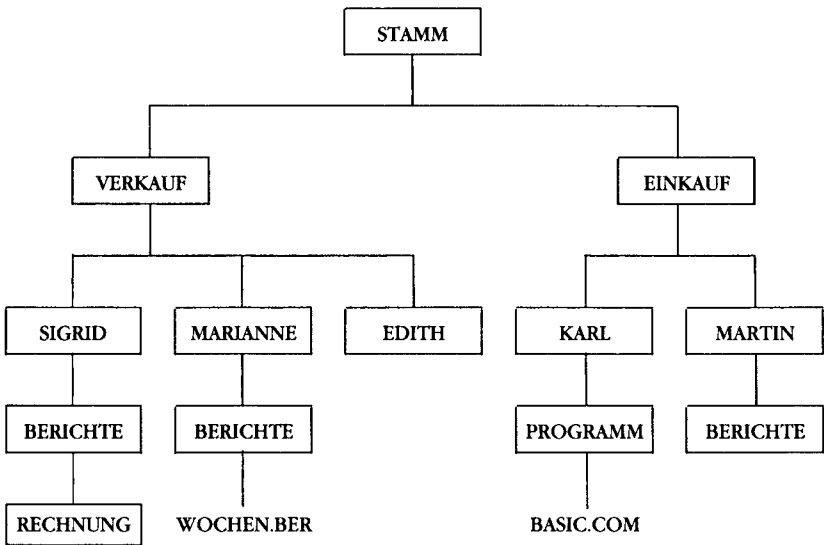 STAMM
VERKAUF EINKAUF
SIGRID MARIANNE EDITH KARL MARTIN
BERICHTE BERICHTE PROGRAMM BERICHTE
RECHNUNG WOCHEN.BER BASIC.COM